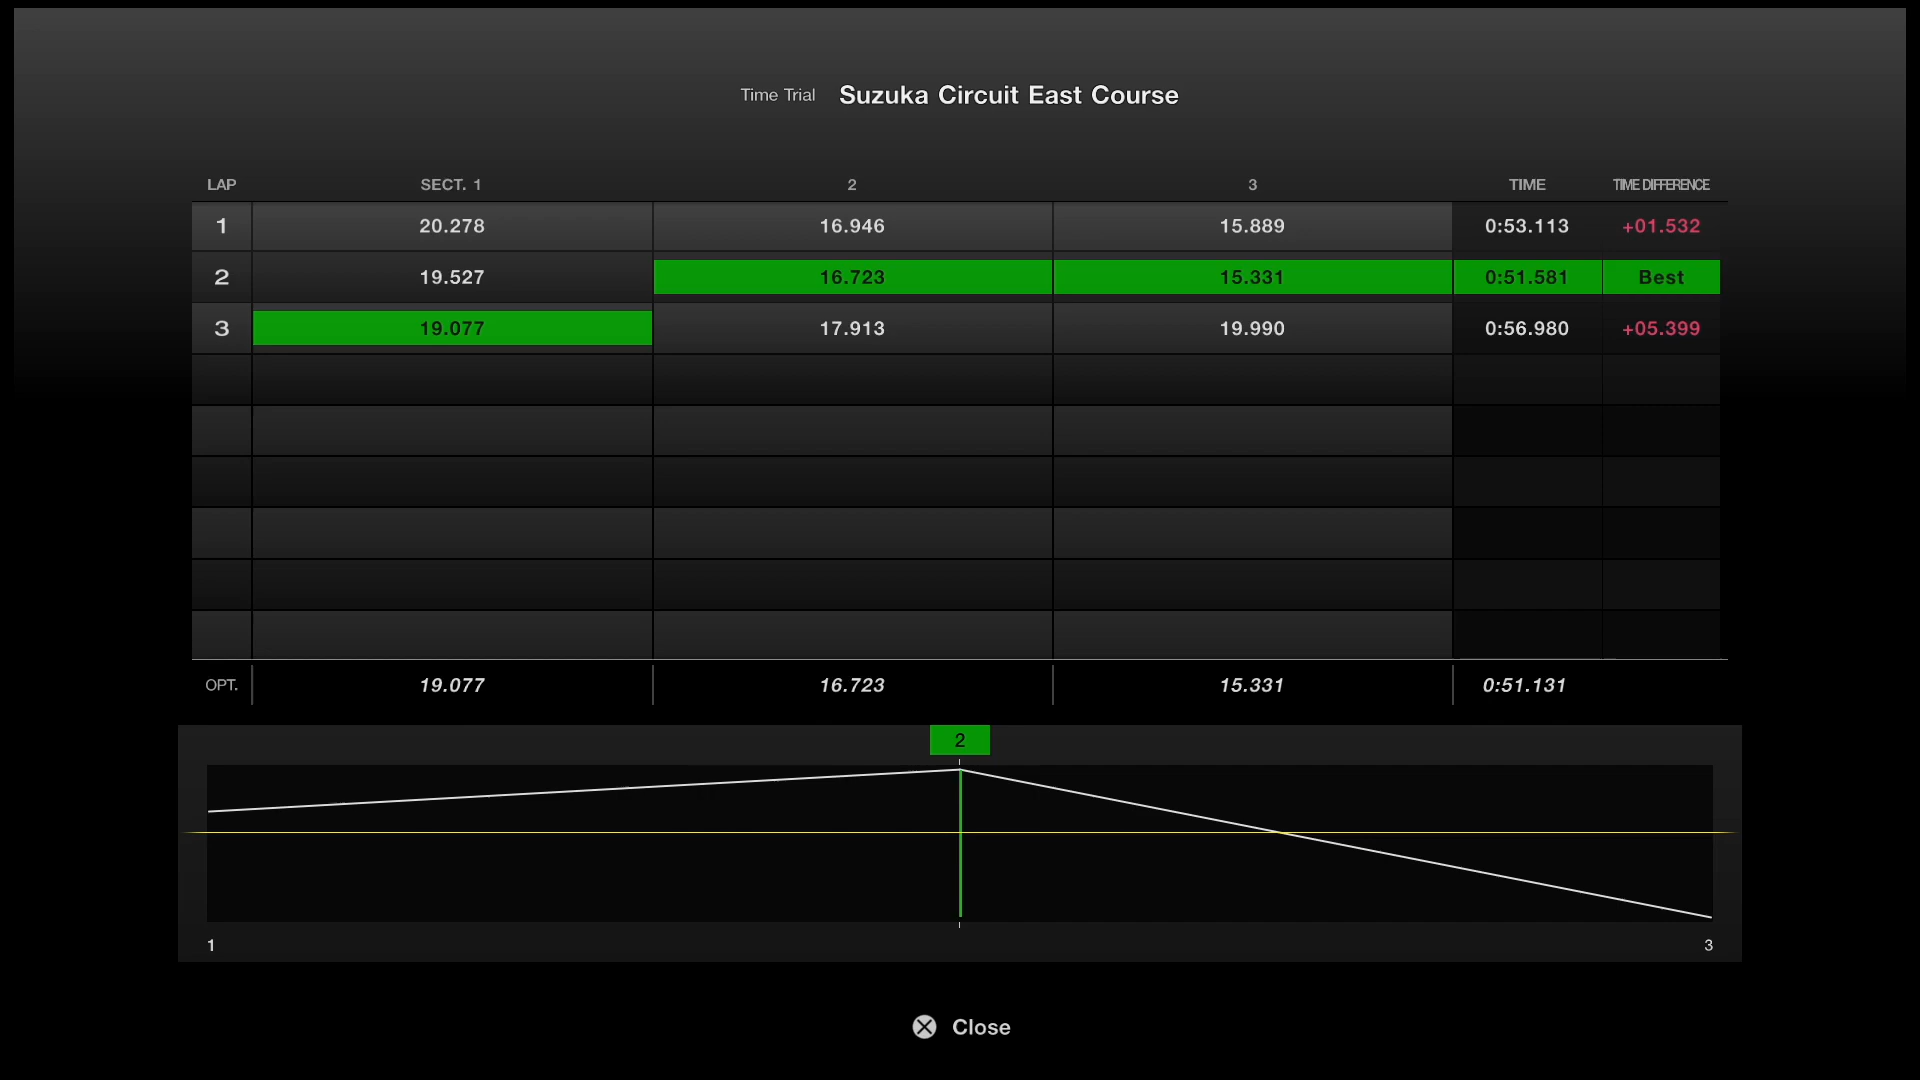 Time Trial Suzuka Circuit East Course
LAP SECT. 1 2 3 TIME TIME DIFFERENCE
1 20.278 16.946 15.889 0:53.113 +01.532
2 19.527 16.723 15.331 0:51.581 Best
3 19.077 17.913 19.990 0:56.980 +05.399
OPT. 19.077 16.723 15.331 0:51.131
2
1 3
Close